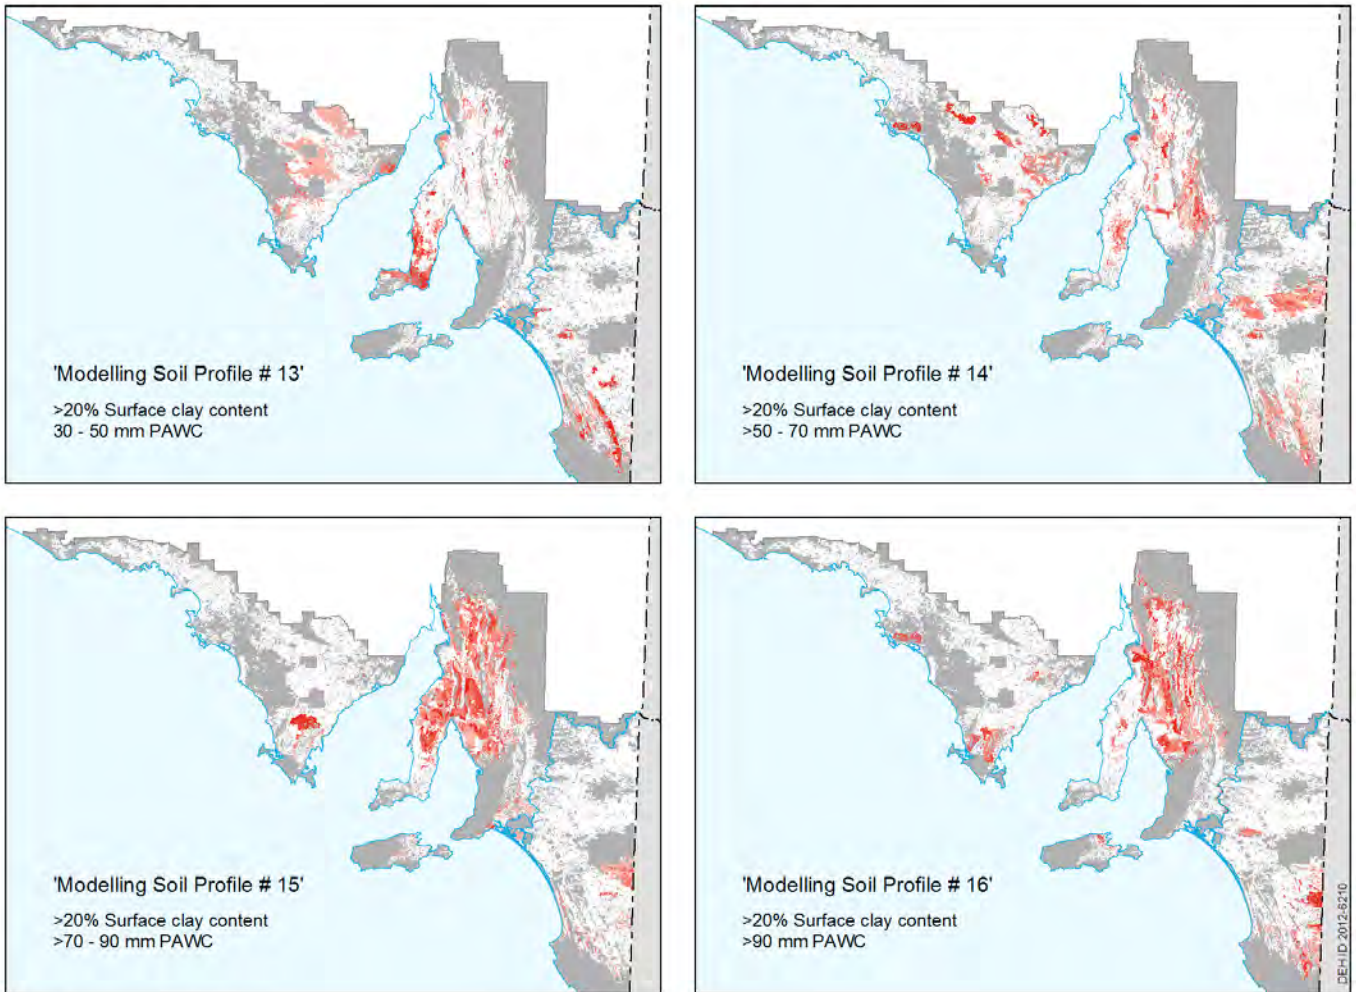 'Modelling Soil Profile # 13'
>20% Surface clay content
30 - 50 mm PAWC
'Modelling Soil Profile # 14'
>20% Surface clay content
>50 - 70 mm PAWC
'Modelling Soil Profile # 15'
>20% Surface clay content
>70 - 90 mm PAWC
'Modelling Soil Profile # 16'
>20% Surface clay content
>90 mm PAWC
DEH ID 2012-6210